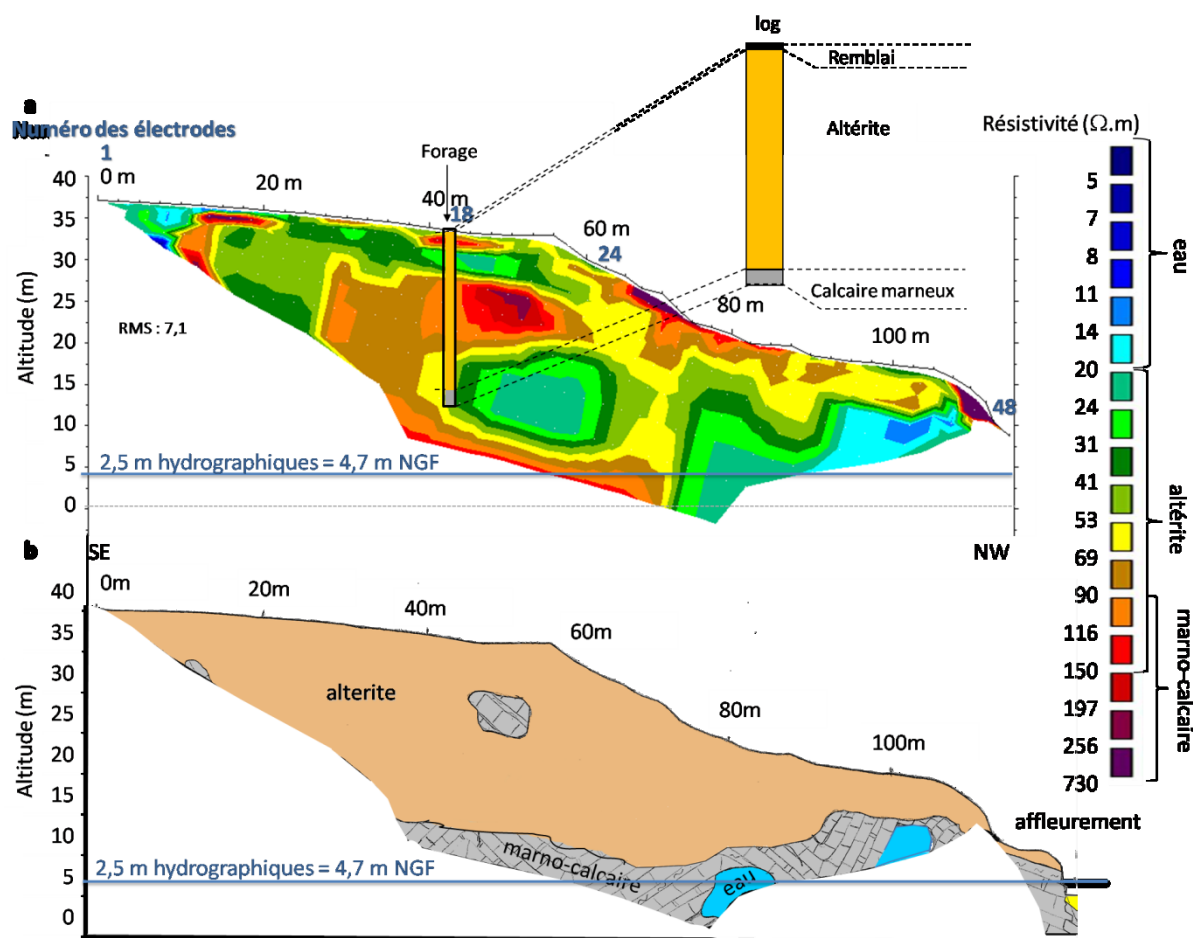 log
Remblai
a
Numéro des électrodes
1
Forage
Altérite
Résistivité (Ω.m)
40
0 m
20 m
40 m
18
60 m
24
80 m
100 m
48
Calcaire marneux
35
30
25
20
15
10
5
0
Altitude (m)
RMS : 7,1
2,5 m hydrographiques = 4,7 m NGF
5
7
8
11
14
20
24
31
41
53
69
90
116
150
197
256
730
eau
altérite
marno-calcaire
b
SE
NW
40
35
30
25
20
15
10
5
0
Altitude (m)
0m
20m
40m
60m
80m
100m
alterite
affleurement
marno-calcaire
eau
2,5 m hydrographiques = 4,7 m NGF